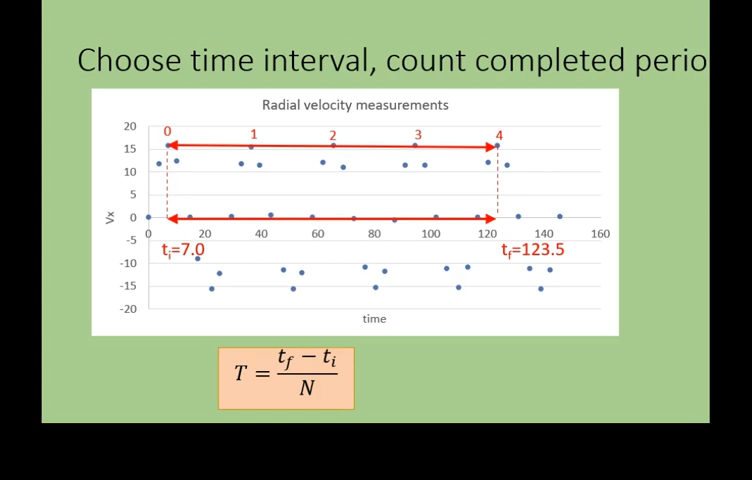 Choose time interval, count completed perio
Radial velocity measurements
20
15
10
5
0
-5
-10
-15
-20
Vx
0 1 2 3 4
0 20 40 60 80 100 120 140 160
tᵢ=7.0
t_f=123.5
time
T = (t_f − tᵢ)/N